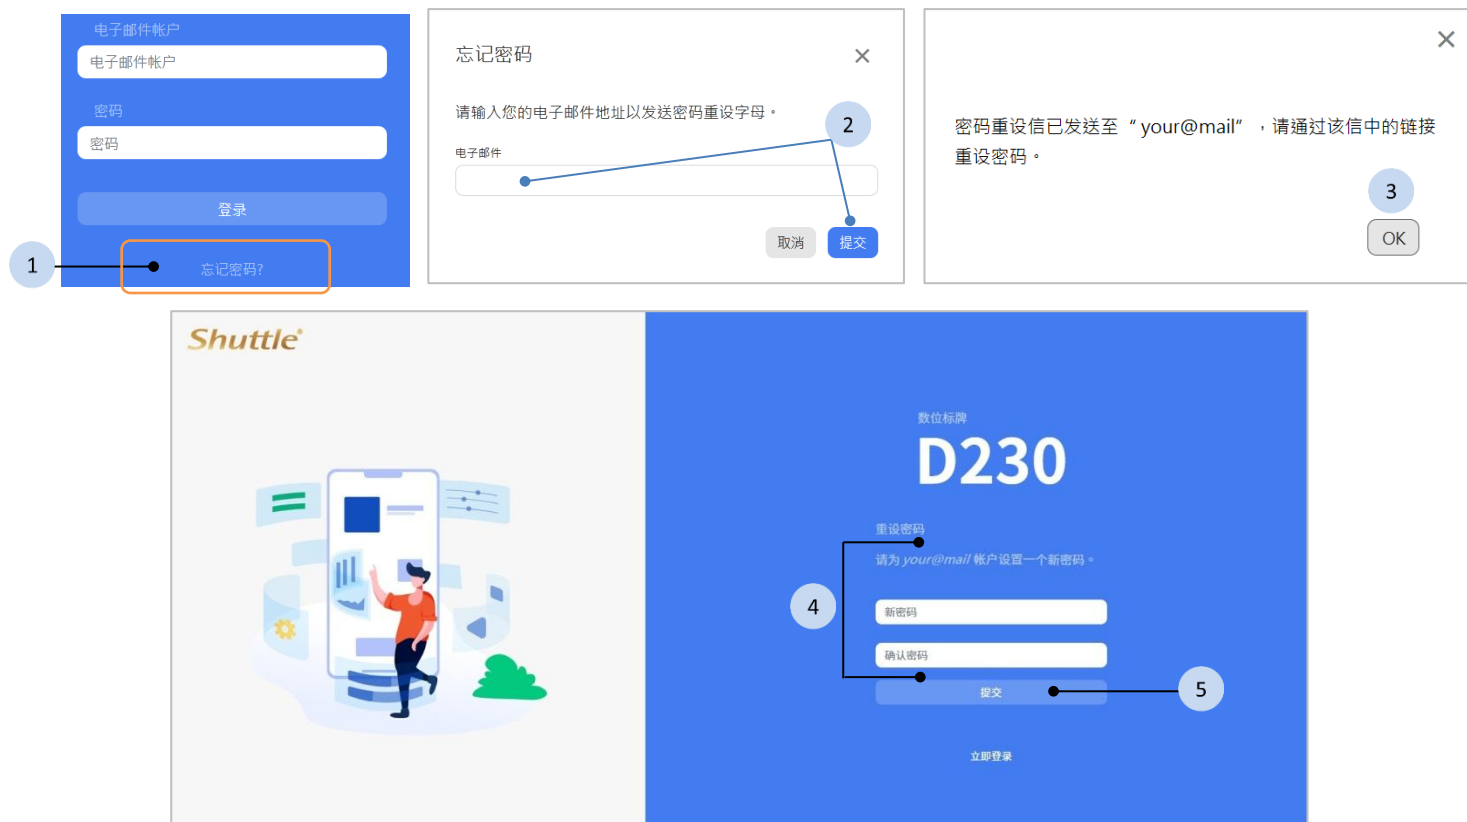 电子邮件帐户
电子邮件帐户
密码
密码
登录
1
忘记密码?
忘记密码
请输入您的电子邮件地址以发送密码重设字母。
2
电子邮件
取消
提交
密码重设信已发送至 “your@mail” ，请通过该信中的链接
重设密码。
3
OK
Shuttle®
数位标牌
D230
重设密码
请为 your@mail 帐户设置一个新密码。
4
新密码
确认密码
提交
5
立即登录